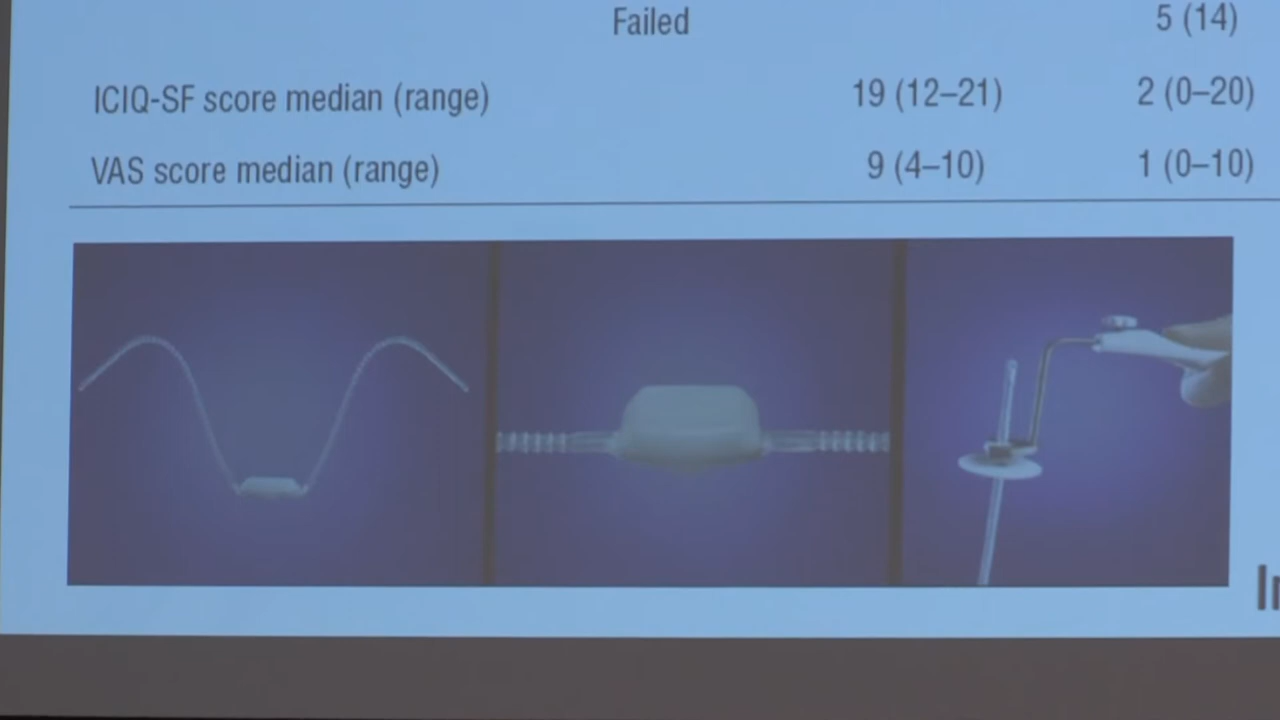 Failed 5 (14)
ICIQ-SF score median (range) 19 (12–21) 2 (0–20)
VAS score median (range) 9 (4–10) 1 (0–10)